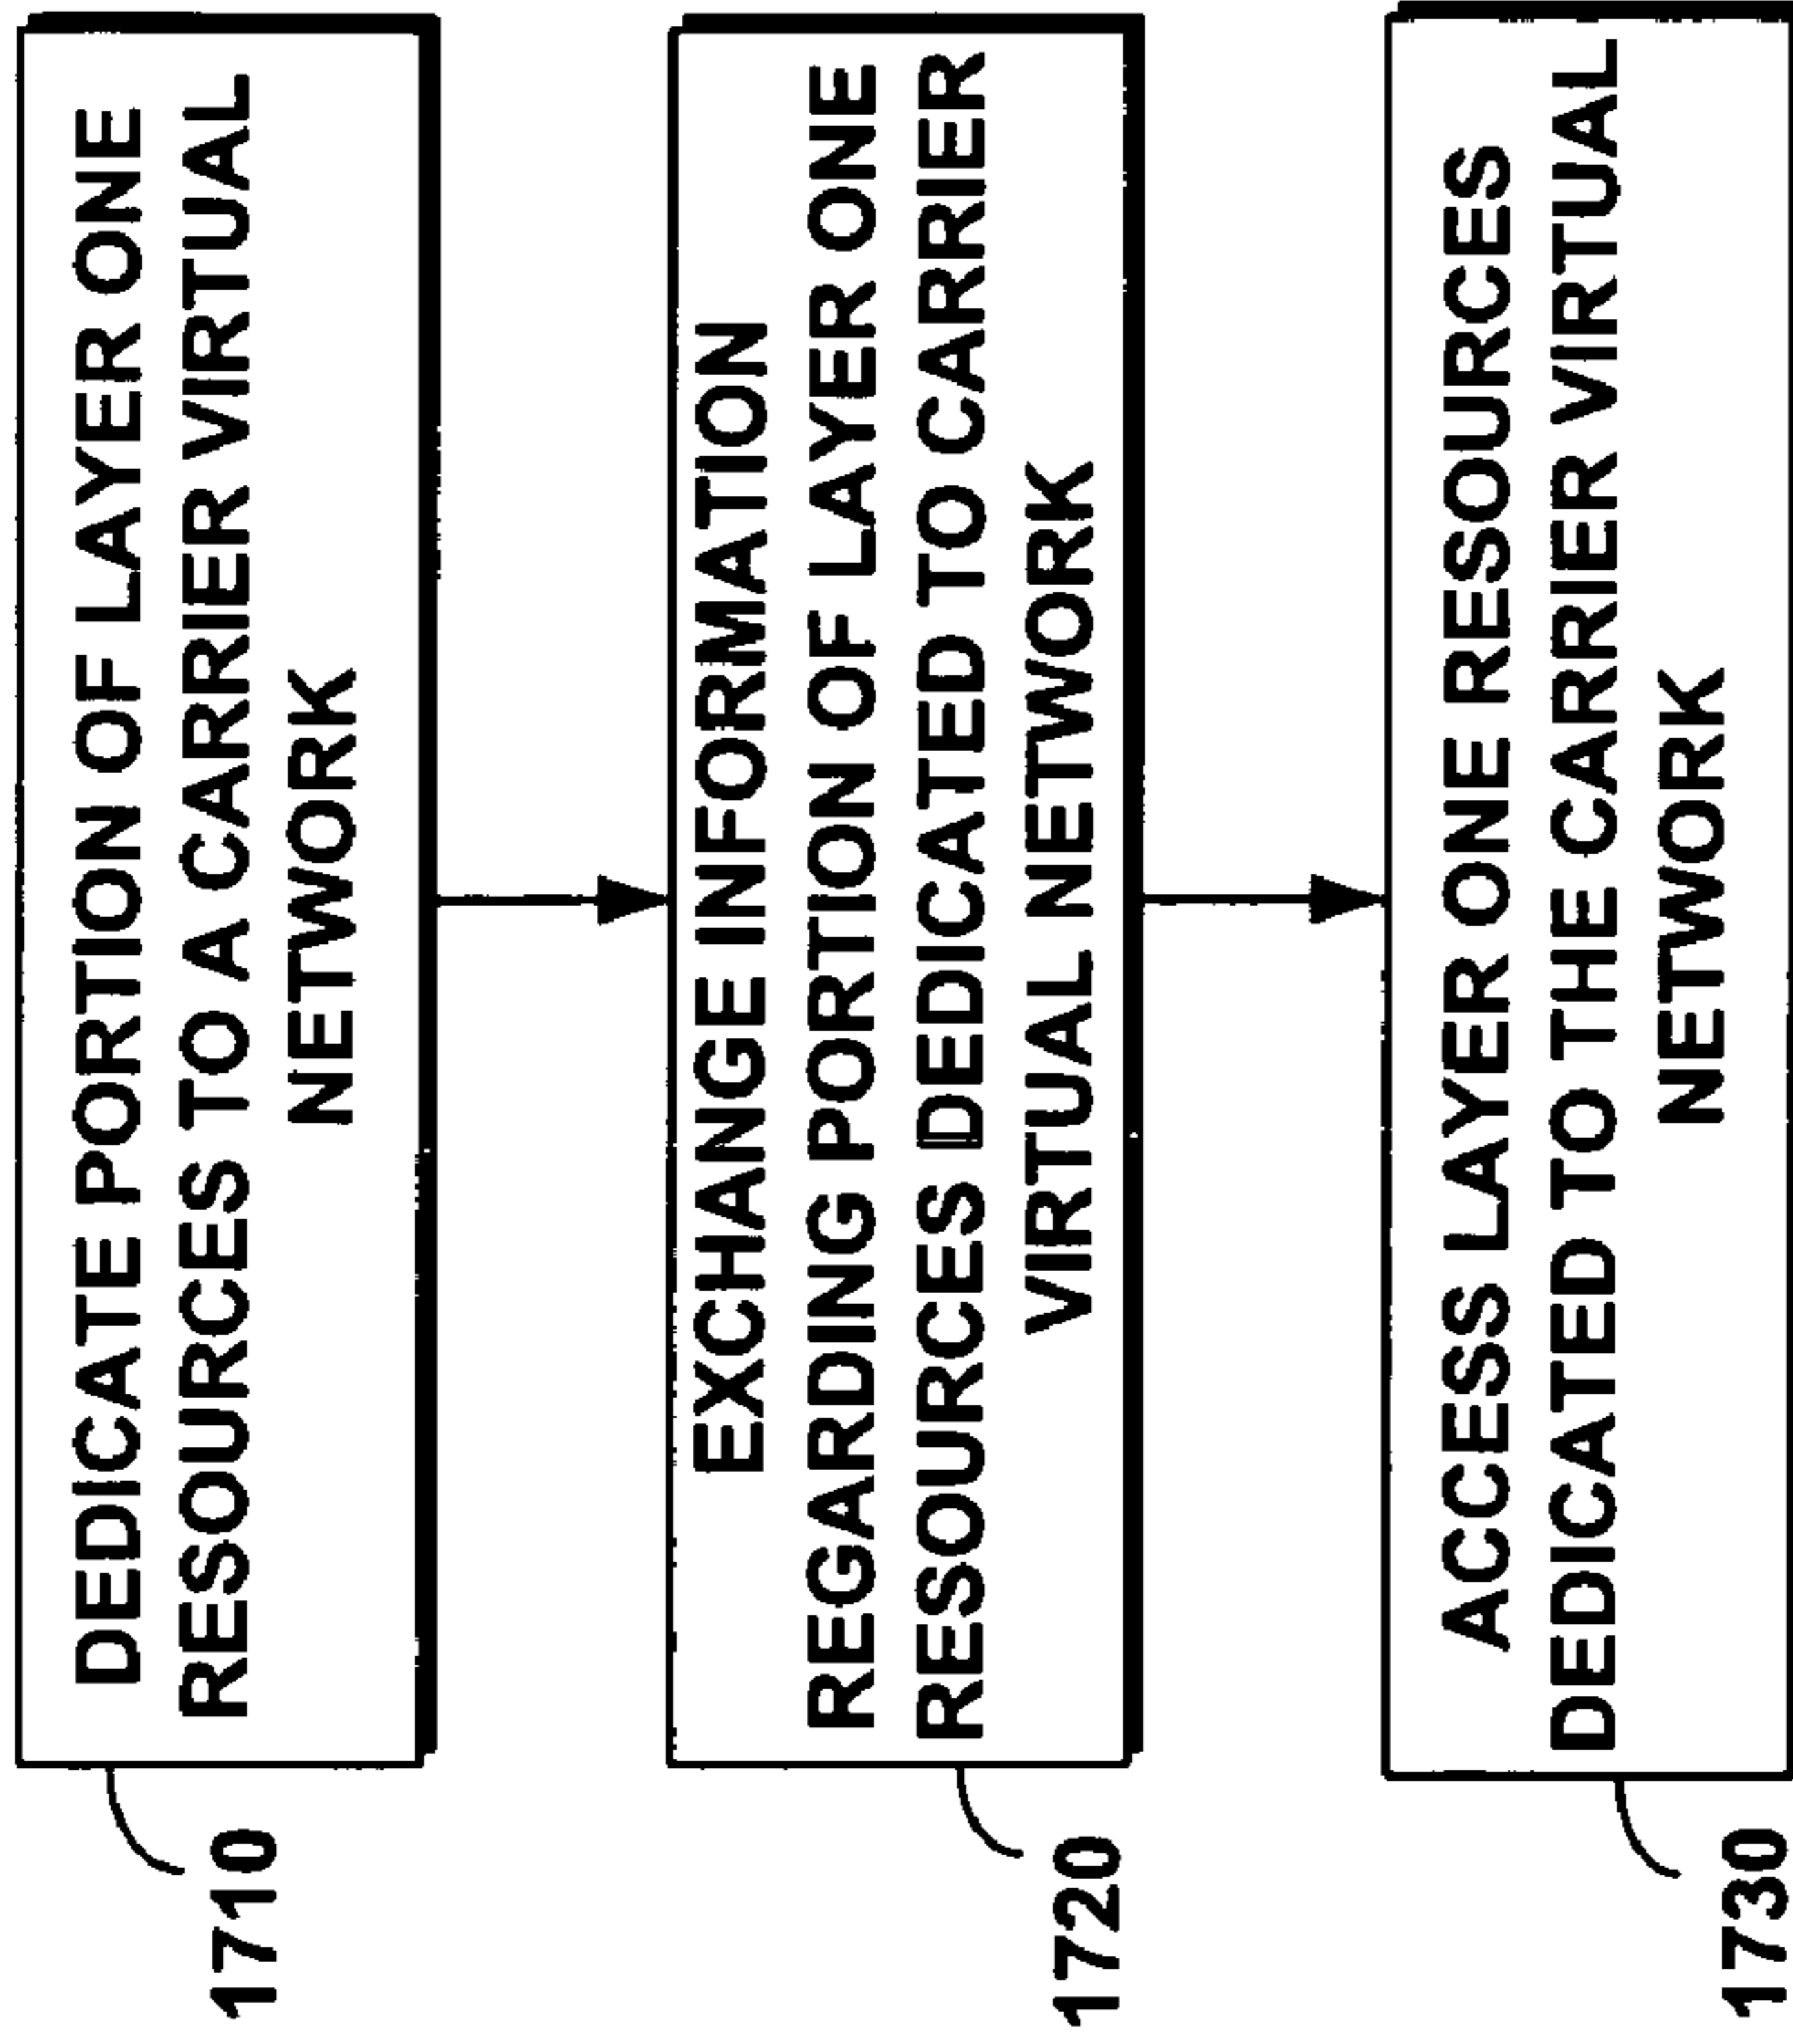 DEDICATE PORTION OF LAYER ONE
RESOURCES TO A CARRIER VIRTUAL
NETWORK
1710
EXCHANGE INFORMATION
REGARDING PORTION OF LAYER ONE
RESOURCES DEDICATED TO CARRIER
VIRTUAL NETWORK
1720
ACCESS LAYER ONE RESOURCES
DEDICATED TO THE CARRIER VIRTUAL
NETWORK
1730